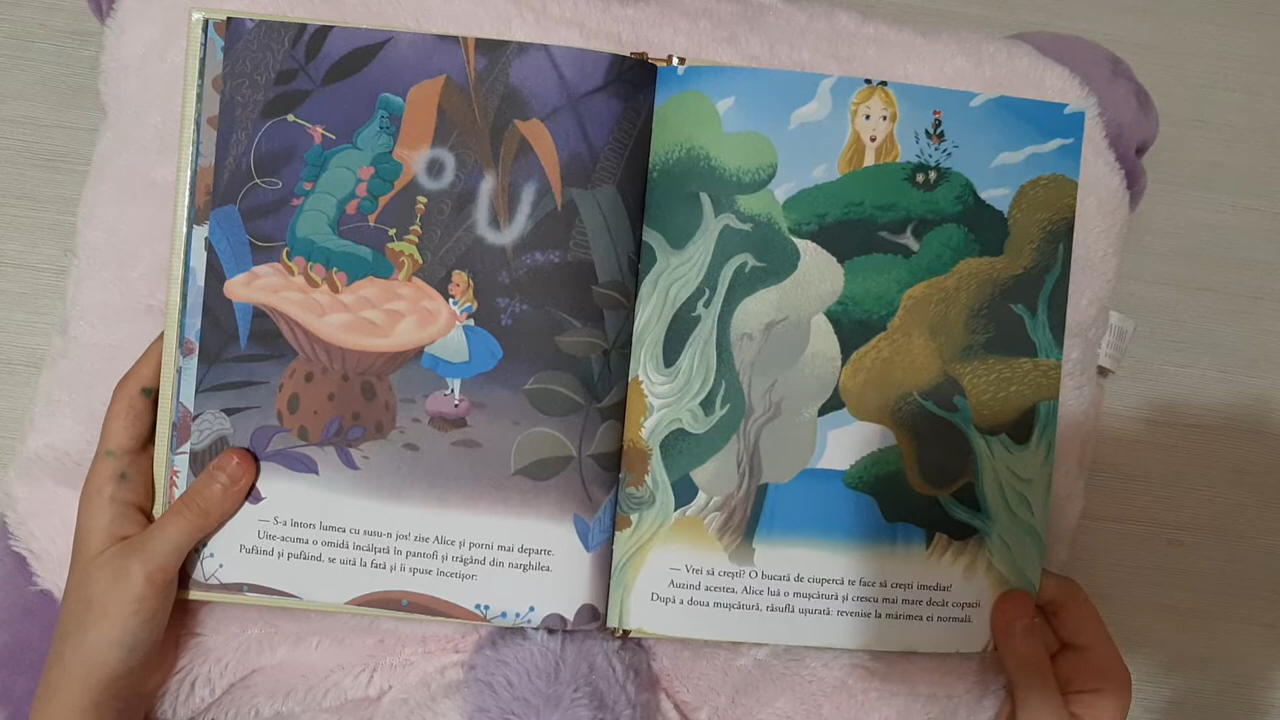 O
U
— S-a întors lumea cu susu-n jos! zise Alice și porni mai departe.
Uite-acuma o omidă încălțată în pantofi și trăgând din narghilea.
Pufăind și pufăind, se uită la fată și îi spuse încetișor:
— Vrei să crești? O bucată de ciupercă te face să crești imediat!
Auzind acestea, Alice luă o mușcătură și crescu mai mare decât copacii.
După a doua mușcătură, răsuflă ușurată: revenise la mărimea ei normală.